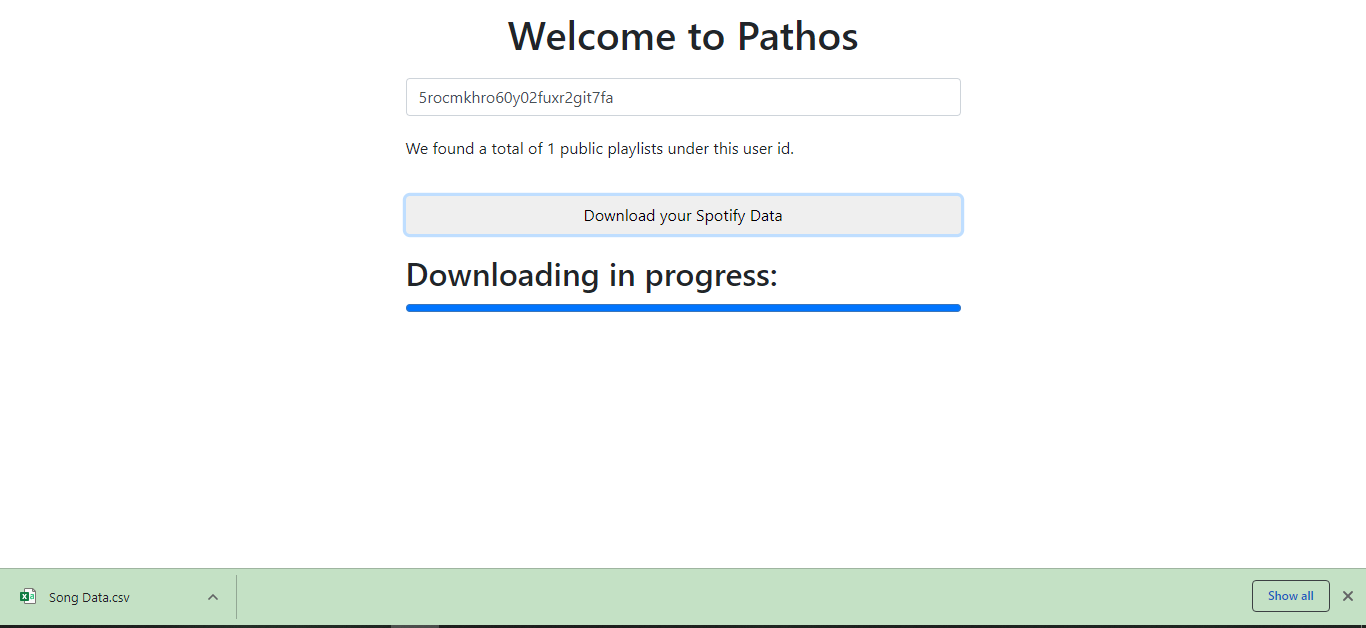 Welcome to Pathos
5rocmkhro60y02fuxr2git7fa
We found a total of 1 public playlists under this user id.
Download your Spotify Data
Downloading in progress:
Song Data.csv
Show all